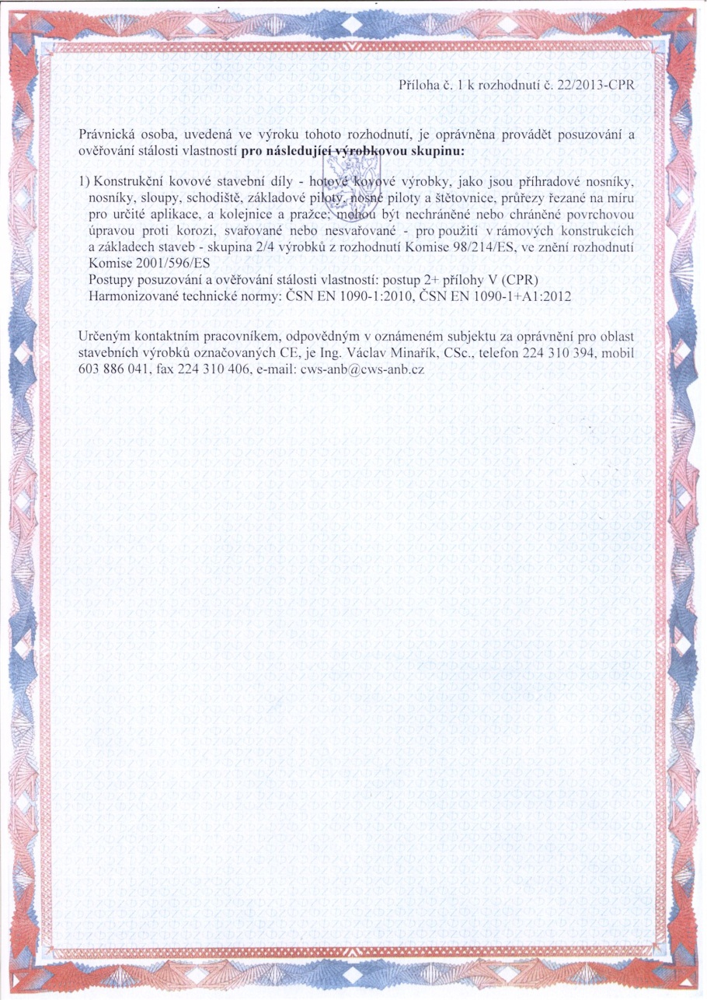 Příloha č. 1 k rozhodnutí č. 22/2013-CPR
Právnická osoba, uvedená ve výroku tohoto rozhodnutí, je oprávněna provádět posuzování a
ověřování stálosti vlastností pro následující výrobkovou skupinu:
1) Konstrukční kovové stavební díly - hotové kovové výrobky, jako jsou příhradové nosníky,
nosníky, sloupy, schodiště, základové piloty, nosné piloty a štětovnice, průřezy řezané na míru
pro určité aplikace, a kolejnice a pražce; mohou být nechráněné nebo chráněné povrchovou
úpravou proti korozi, svařované nebo nesvařované - pro použití v rámových konstrukcích
a základech staveb - skupina 2/4 výrobků z rozhodnutí Komise 98/214/ES, ve znění rozhodnutí
Komise 2001/596/ES
Postupy posuzování a ověřování stálosti vlastností: postup 2+ přílohy V (CPR)
Harmonizované technické normy: ČSN EN 1090-1:2010, ČSN EN 1090-1+A1:2012
Určeným kontaktním pracovníkem, odpovědným v oznámeném subjektu za oprávnění pro oblast
stavebních výrobků označovaných CE, je Ing. Václav Minařík, CSc., telefon 224 310 394, mobil
603 886 041, fax 224 310 406, e-mail: cws-anb@cws-anb.cz